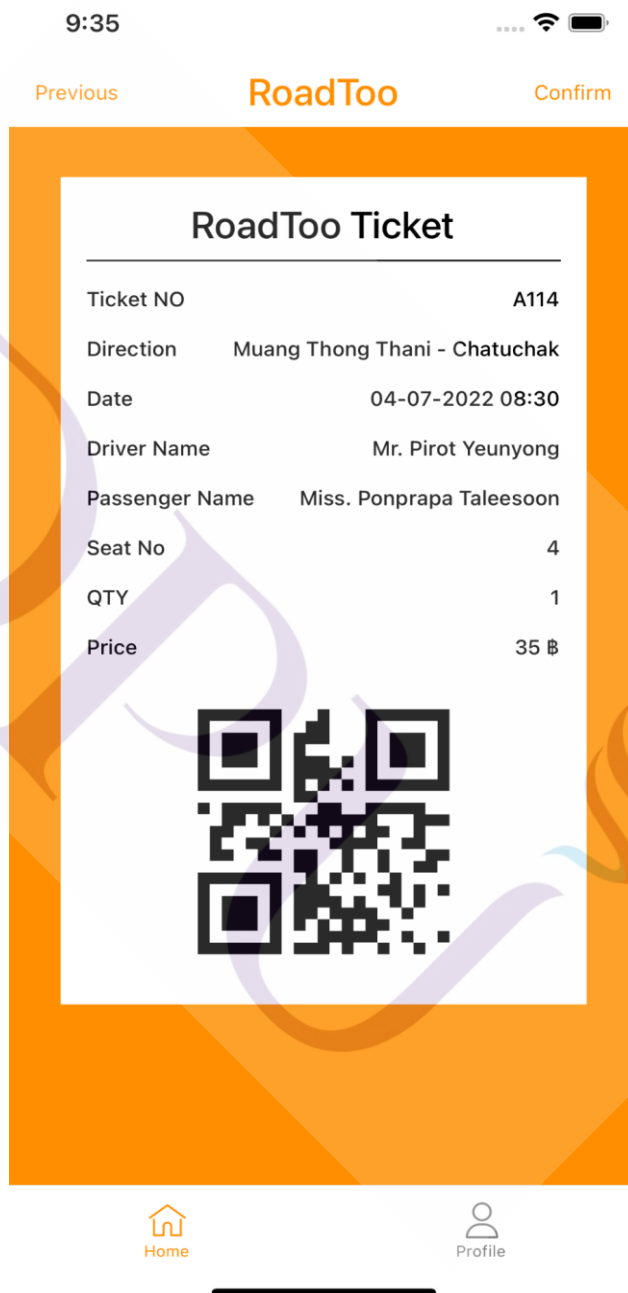 9:35
Previous RoadToo Confirm
RoadToo Ticket
Ticket NO A114
Direction Muang Thong Thani - Chatuchak
Date 04-07-2022 08:30
Driver Name Mr. Pirot Yeunyong
Passenger Name Miss. Ponprapa Taleesoon
Seat No 4
QTY 1
Price 35 ฿
Home Profile